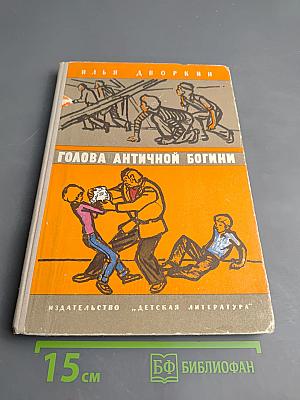 ИЛЬЯ ДВОРКИН
ГОЛОВА АНТИЧНОЙ БОГИНИ
ИЗДАТЕЛЬСТВО „ДЕТСКАЯ ЛИТЕРАТУРА"
15 см
БФ БИБЛИОФАН